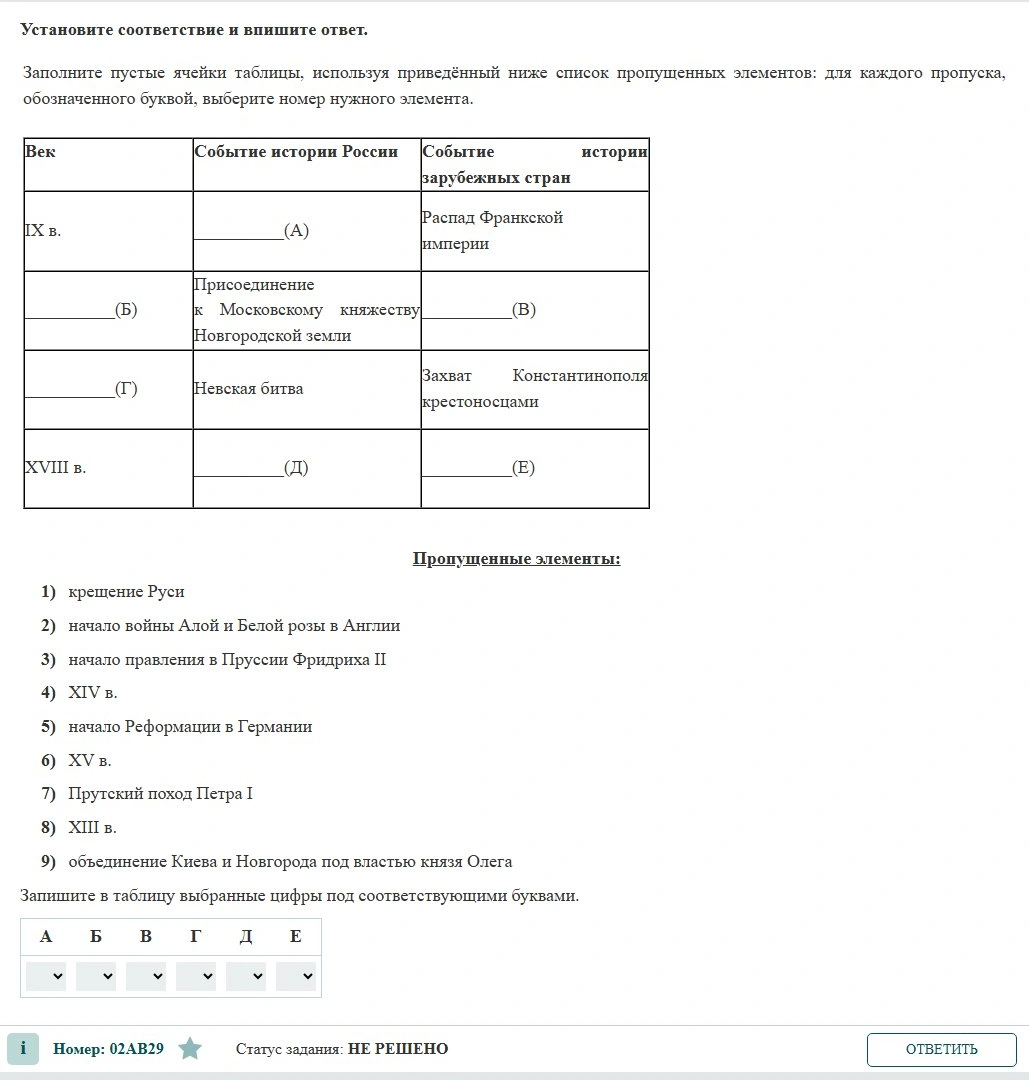 Установите соответствие и впишите ответ.
Заполните пустые ячейки таблицы, используя приведённый ниже список пропущенных элементов: для каждого пропуска,
обозначенного буквой, выберите номер нужного элемента.
Век
Событие истории России
Событие истории
зарубежных стран
IX в.
__________(А)
Распад Франкской
империи
__________(Б)
Присоединение
к Московскому княжеству
Новгородской земли
__________(В)
__________(Г)
Невская битва
Захват Константинополя
крестоносцами
XVIII в.
__________(Д)
__________(Е)
Пропущенные элементы:
1) крещение Руси
2) начало войны Алой и Белой розы в Англии
3) начало правления в Пруссии Фридриха II
4) XIV в.
5) начало Реформации в Германии
6) XV в.
7) Прутский поход Петра I
8) XIII в.
9) объединение Киева и Новгорода под властью князя Олега
Запишите в таблицу выбранные цифры под соответствующими буквами.
А Б В Г Д Е
i Номер: 02AB29 Статус задания: НЕ РЕШЕНО ОТВЕТИТЬ